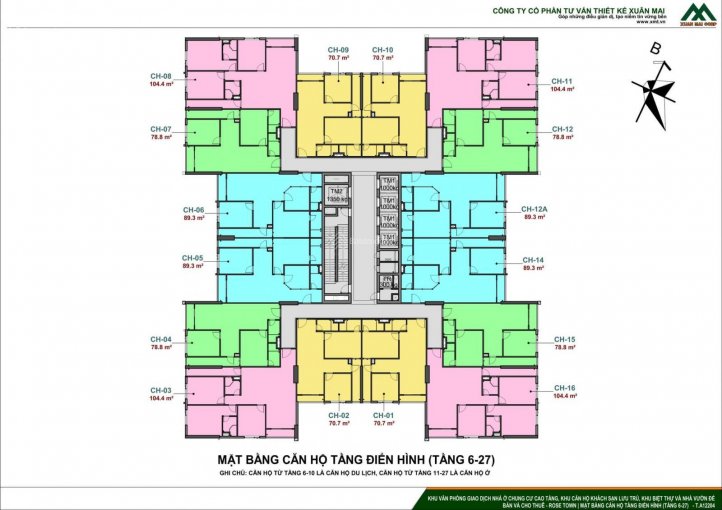 CÔNG TY CỔ PHẦN TƯ VẤN THIẾT KẾ XUÂN MAI
Góp những điều giản dị, tạo niềm tin vững bền
www.xmt.vn
XUAN MAI CORP
B
CH-09
70.7 m²
CH-10
70.7 m²
CH-08
104.4 m²
CH-11
104.4 m²
CH-07
78.8 m²
CH-12
78.8 m²
TM2
1350 kg
TM1
1000kg
TM1
1000kg
TM1
1000kg
TM1
1000kg
CH-06
89.3 m²
CH-12A
89.3 m²
CH-05
89.3 m²
CH-14
89.3 m²
300 kg
CH-04
78.8 m²
CH-15
78.8 m²
CH-03
104.4 m²
CH-16
104.4 m²
CH-02
70.7 m²
CH-01
70.7 m²
MẶT BẰNG CĂN HỘ TẦNG ĐIỂN HÌNH (TẦNG 6-27)
GHI CHÚ: CĂN HỘ TỪ TẦNG 6-10 LÀ CĂN HỘ DU LỊCH, CĂN HỘ TỪ TẦNG 11-27 LÀ CĂN HỘ Ở
KHU VĂN PHÒNG GIAO DỊCH NHÀ Ở CHUNG CƯ CAO TẦNG, KHU CĂN HỘ KHÁCH SẠN LƯU TRÚ, KHU BIỆT THỰ VÀ NHÀ VƯỜN ĐỂ
BÁN VÀ CHO THUÊ - ROSE TOWN | MẶT BẰNG CĂN HỘ TẦNG ĐIỂN HÌNH (TẦNG 6-27) - T.A12204